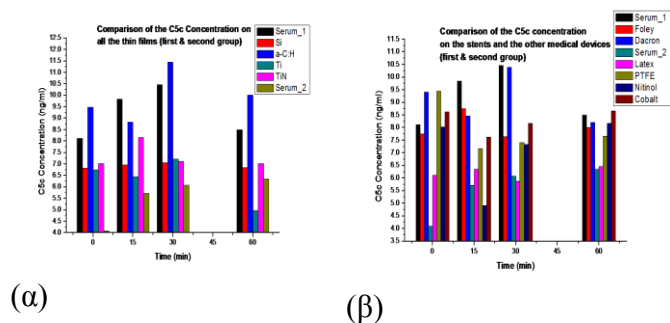 Comparison of the C5c Concentration on
all the thin films (first & second group)
Serum_1
Si
a-C:H
Ti
TiN
Serum_2
C5c Concentration (ng/ml)
12.5
12.0
11.5
11.0
10.5
10.0
9.5
9.0
8.5
8.0
7.5
7.0
6.5
6.0
5.5
5.0
4.5
4.0
0 15 30 45 60
Time (min)
(α)
Comparison of the C5c concentration
on the stents and the other medical devices
(first & second group)
Serum_1
Foley
Dacron
Serum_2
Latex
PTFE
Nitinol
Cobalt
C5c Concentration (ng/ml)
12.5
12.0
11.5
11.0
10.5
10.0
9.5
9.0
8.5
8.0
7.5
7.0
6.5
6.0
5.5
5.0
4.5
4.0
3.5
0 15 30 45 60
Time (min)
(β)